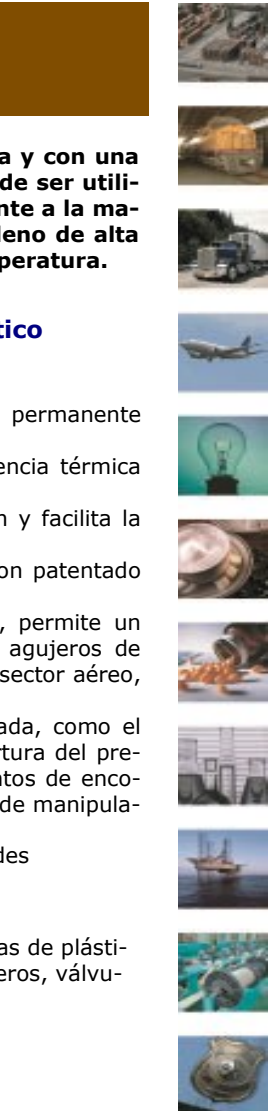 a y con una
de ser utili-
nte a la ma-
leno de alta
peratura.
tico
permanente
encia térmica
n y facilita la
on patentado
, permite un
agujeros de
sector aéreo,
ada, como el
rtura del pre-
ntos de enco-
de manipula-
des
as de plásti-
eros, válvu-